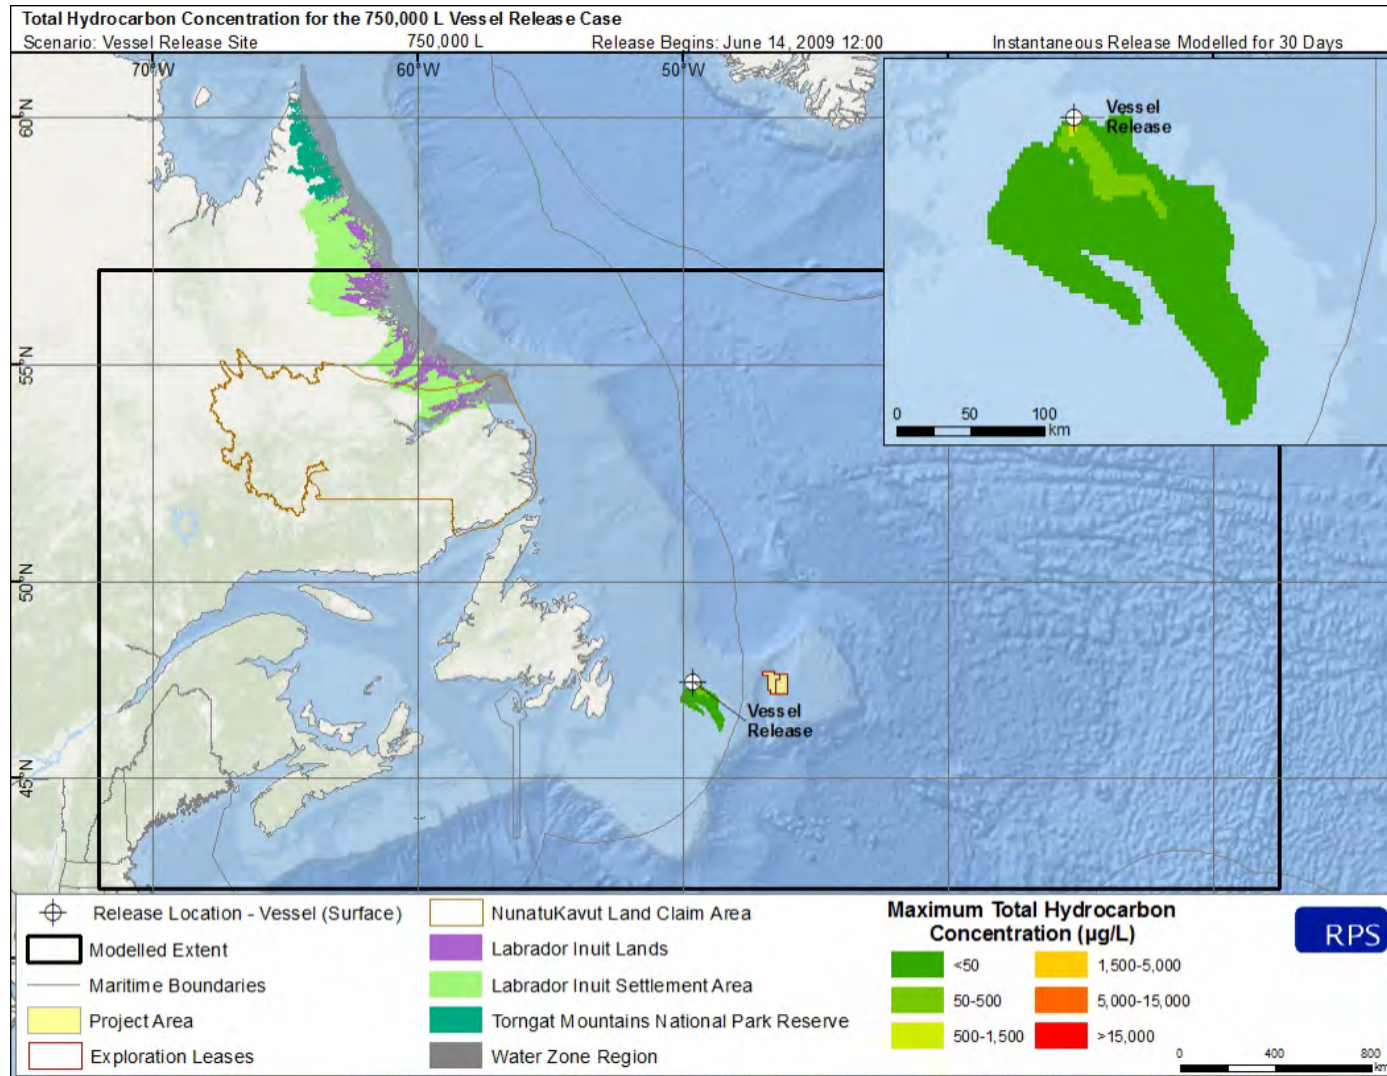 Total Hydrocarbon Concentration for the 750,000 L Vessel Release Case
Scenario: Vessel Release Site 750,000 L Release Begins: June 14, 2009 12:00 Instantaneous Release Modelled for 30 Days
70°W 60°W 50°W
60°N
55°N
50°N
45°N
Vessel
Release
0 50 100
km
Vessel
Release
Release Location - Vessel (Surface)
Modelled Extent
Maritime Boundaries
Project Area
Exploration Leases
NunatuKavut Land Claim Area
Labrador Inuit Lands
Labrador Inuit Settlement Area
Torngat Mountains National Park Reserve
Water Zone Region
Maximum Total Hydrocarbon
Concentration (µg/L)
<50
50-500
500-1,500
1,500-5,000
5,000-15,000
>15,000
RPS
0 400 800
km